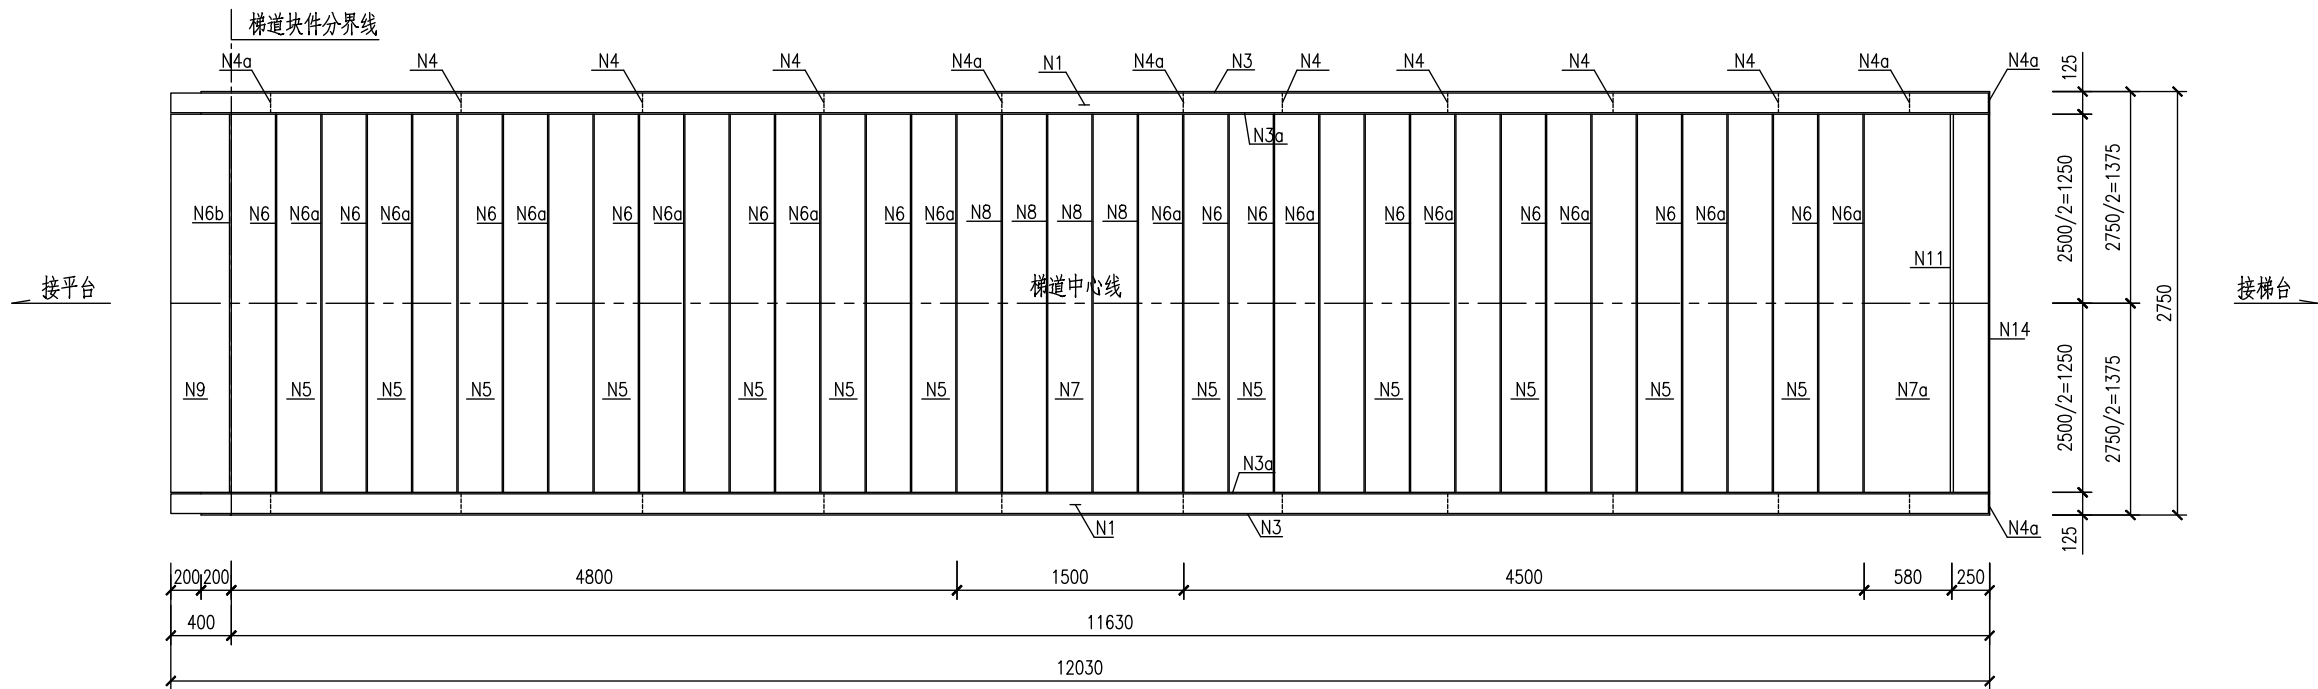 梯道块件分界线
N4a
N4
N4
N4
N4a
N1
N4a
N3
N4
N4
N4
N4
N4a
N4a
125
N3a
N6b
N6
N6a
N6
N6a
N6
N6a
N6
N6a
N6
N6a
N6
N6a
N8
N8
N8
N8
N6a
N6
N6
N6a
N6
N6a
N6
N6a
N6
N6a
N6
N6a
N11
2500/2=1250
2750/2=1375
接平台
梯道中心线
2750
接梯台
N14
N9
N5
N5
N5
N5
N5
N5
N5
N7
N5
N5
N5
N5
N5
N5
N7a
2500/2=1250
2750/2=1375
N3a
N1
N3
N4a
125
200
200
4800
1500
4500
580
250
400
11630
12030